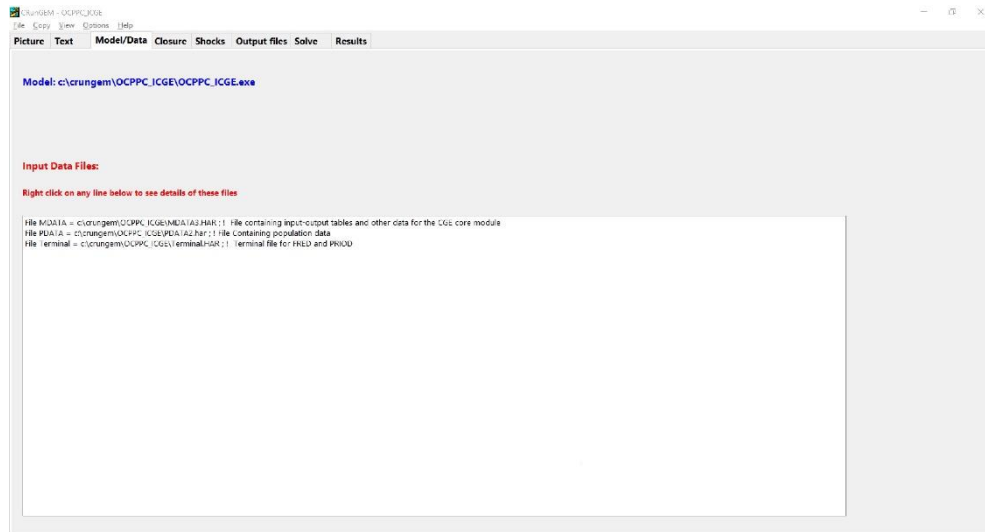 CRunGEM - OCPPC_ICGE
File Copy View Options Help
Picture Text Model/Data Closure Shocks Output files Solve Results
Model: c:\crungem\OCPPC_ICGE\OCPPC_ICGE.exe
Input Data Files:
Right click on any line below to see details of these files
File MDATA = c:\crungem\OCPPC_ICGE\MDATA3.HAR ; ! File containing input-output tables and other data for the CGE core module
File PDATA = c:\crungem\OCPPC_ICGE\PDATA2.har ; ! File Containing population data
File Terminal = c:\crungem\OCPPC_ICGE\Terminal.HAR ; ! Terminal file for FRED and PRIOD